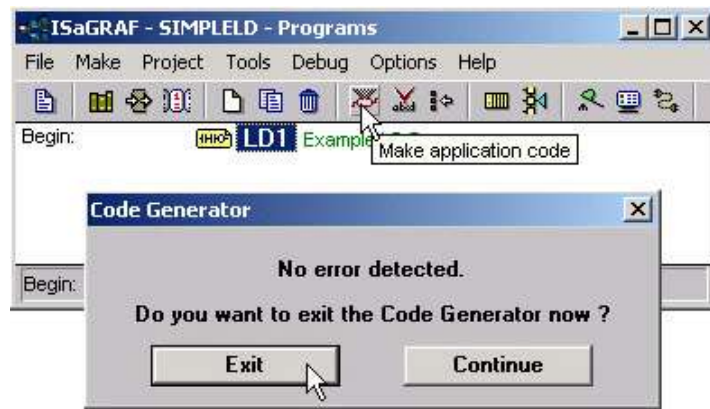 ISaGRAF - SIMPLELD - Programs
File Make Project Tools Debug Options Help
Begin: LD1
Make application code
Code Generator
No error detected.
Begin:
Do you want to exit the Code Generator now ?
Exit Continue